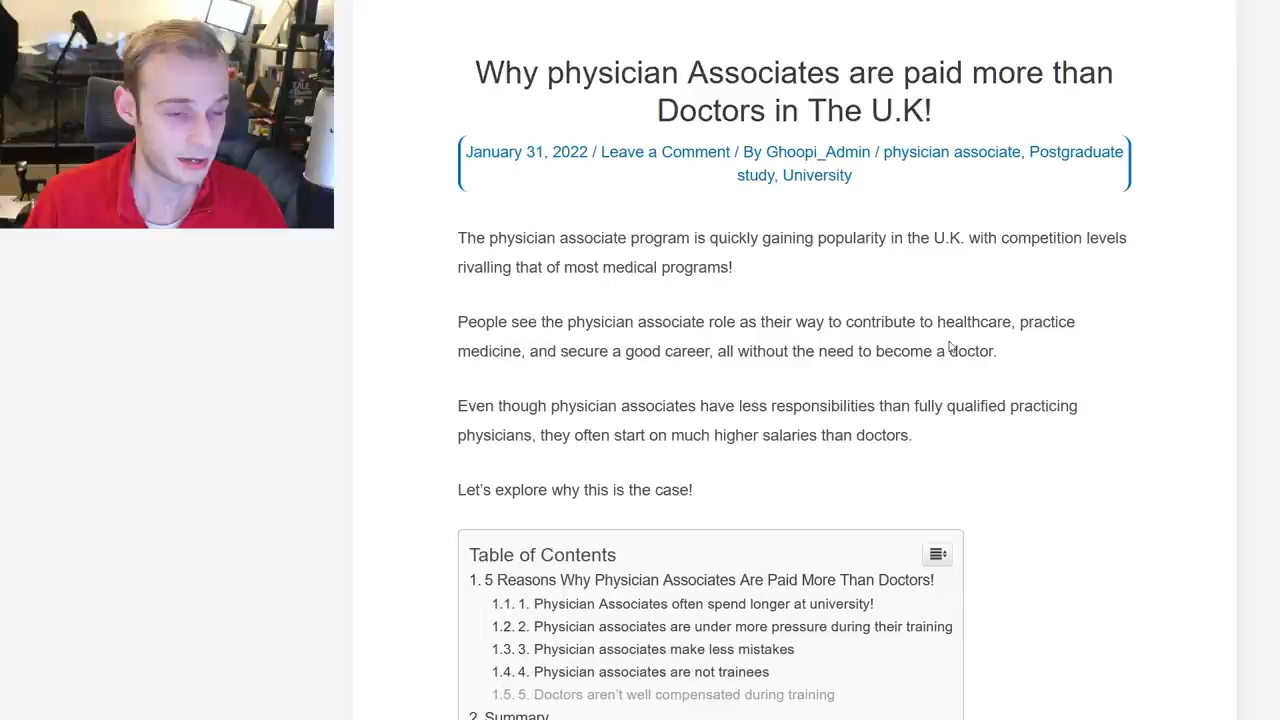 Why physician Associates are paid more than
Doctors in The U.K!
January 31, 2022 / Leave a Comment / By Ghoopi_Admin / physician associate, Postgraduate
study, University
The physician associate program is quickly gaining popularity in the U.K. with competition levels
rivalling that of most medical programs!
People see the physician associate role as their way to contribute to healthcare, practice
medicine, and secure a good career, all without the need to become a doctor.
Even though physician associates have less responsibilities than fully qualified practicing
physicians, they often start on much higher salaries than doctors.
Let's explore why this is the case!
Table of Contents
1. 5 Reasons Why Physician Associates Are Paid More Than Doctors!
1.1. 1. Physician Associates often spend longer at university!
1.2. 2. Physician associates are under more pressure during their training
1.3. 3. Physician associates make less mistakes
1.4. 4. Physician associates are not trainees
1.5. 5. Doctors aren't well compensated during training
2. Summary